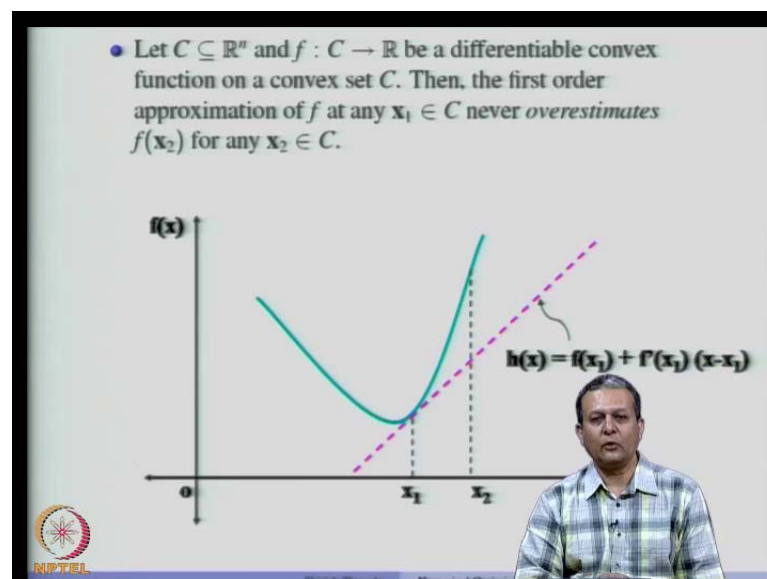 Let C ⊆ ℝⁿ and f : C → ℝ be a differentiable convex
function on a convex set C. Then, the first order
approximation of f at any x₁ ∈ C never overestimates
f(x₂) for any x₂ ∈ C.
f(x)
h(x) = f(x₁) + f'(x₁) (x-x₁)
o
x₁
x₂
NPTEL